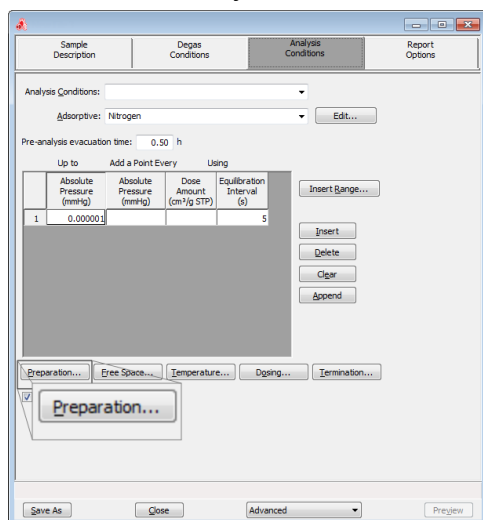 Sample Description
Degas Conditions
Analysis Conditions
Report Options
Analysis Conditions:
Adsorptive: Nitrogen Edit...
Pre-analysis evacuation time: 0.50 h
Up to Add a Point Every Using
Absolute Pressure (mmHg) Absolute Pressure (mmHg) Dose Amount (cm³/g STP) Equilibration Interval (s)
Insert Range...
1 0.000001 5
Insert
Delete
Clear
Append
Preparation... Free Space... Temperature... Dosing... Termination...
Preparation...
Save As Close Advanced Preview